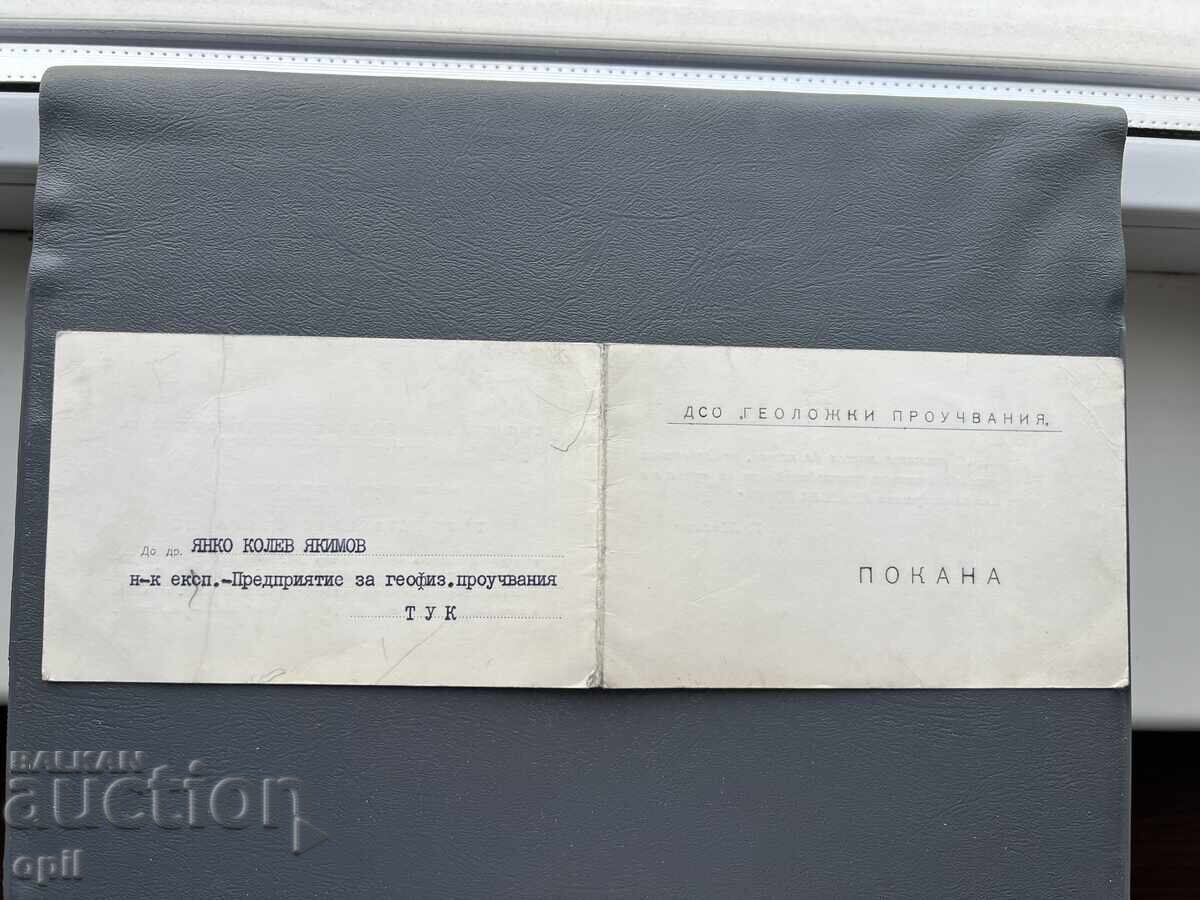 ДСО „ГЕОЛОЖКИ ПРОУЧВАНИЯ„
ПОКАНА
До др. ЯНКО КОЛЕВ ЯКИМОВ
н-к експ.-Предприятие за геофиз.проучвания
ТУК
BALKAN
auction
opil